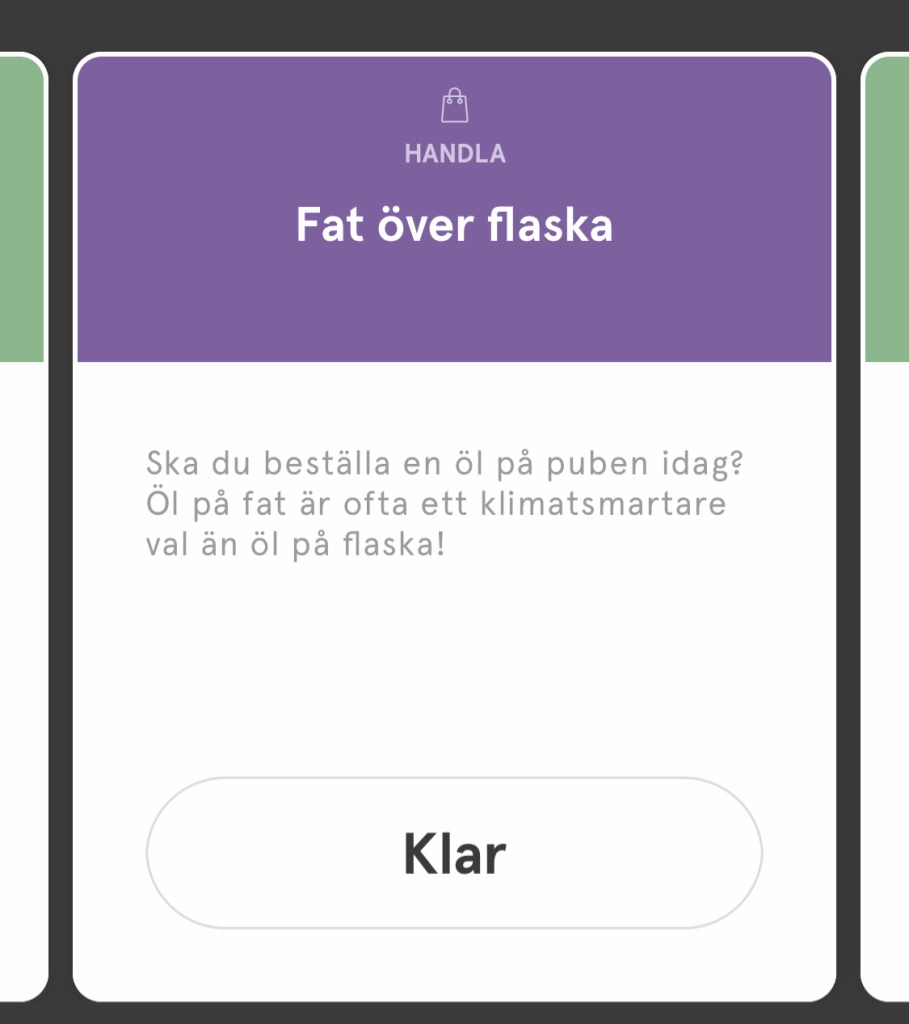 HANDLA
Fat över flaska
Ska du beställa en öl på puben idag?
Öl på fat är ofta ett klimatsmartare
val än öl på flaska!
Klar